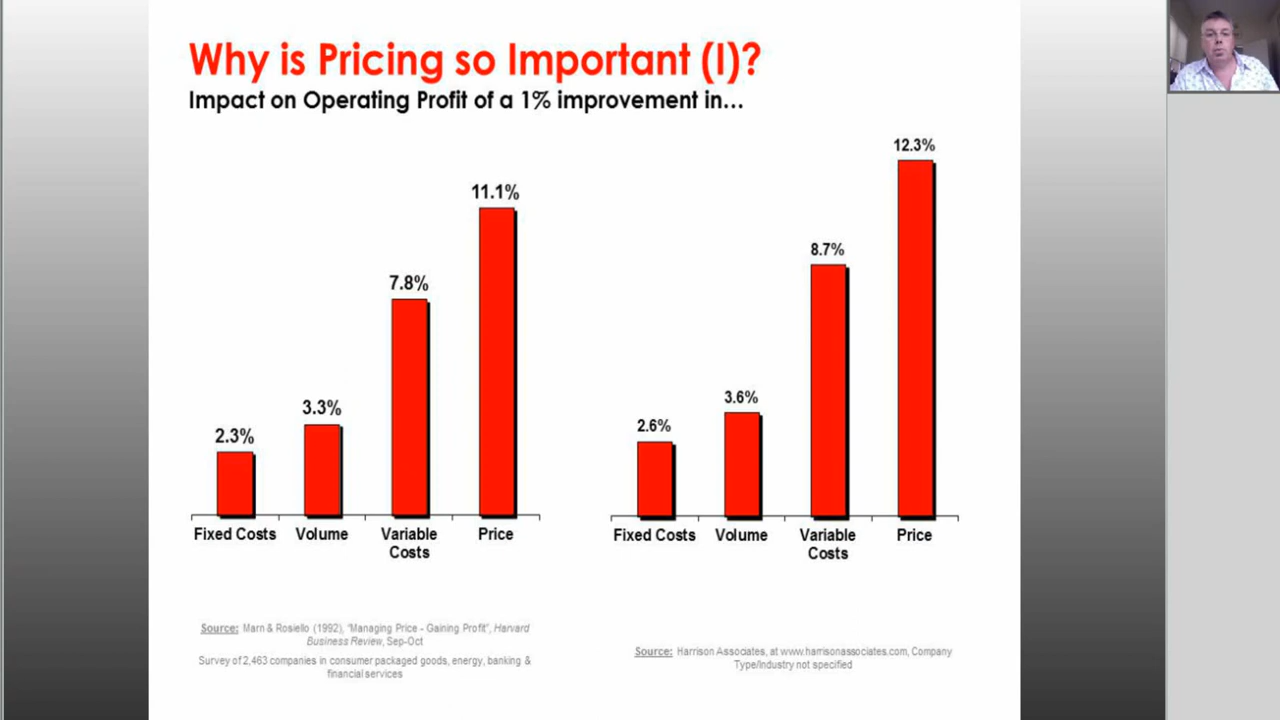 Why is Pricing so Important (I)?
Impact on Operating Profit of a 1% improvement in...
2.3%
3.3%
7.8%
11.1%
Fixed Costs
Volume
Variable
Costs
Price
Source: Marn & Rosiello (1992), "Managing Price - Gaining Profit", Harvard
Business Review, Sep-Oct
Survey of 2,463 companies in consumer packaged goods, energy, banking &
financial services
2.6%
3.6%
8.7%
12.3%
Fixed Costs
Volume
Variable
Costs
Price
Source: Harrison Associates, at www.harrisonassociates.com, Company
Type/Industry not specified